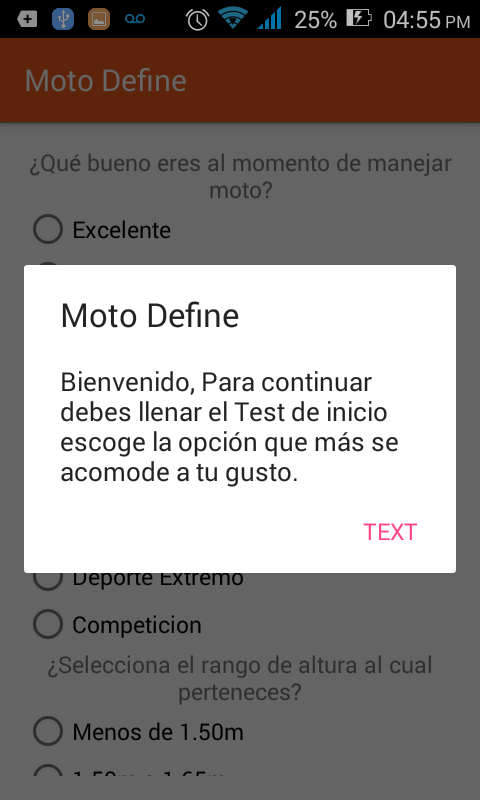 25% 04:55 PM
Moto Define
¿Qué bueno eres al momento de manejar
moto?
Excelente
Moto Define
Bienvenido, Para continuar
debes llenar el Test de inicio
escoge la opción que más se
acomode a tu gusto.
TEXT
Deporte Extremo
Competicion
¿Selecciona el rango de altura al cual
perteneces?
Menos de 1.50m